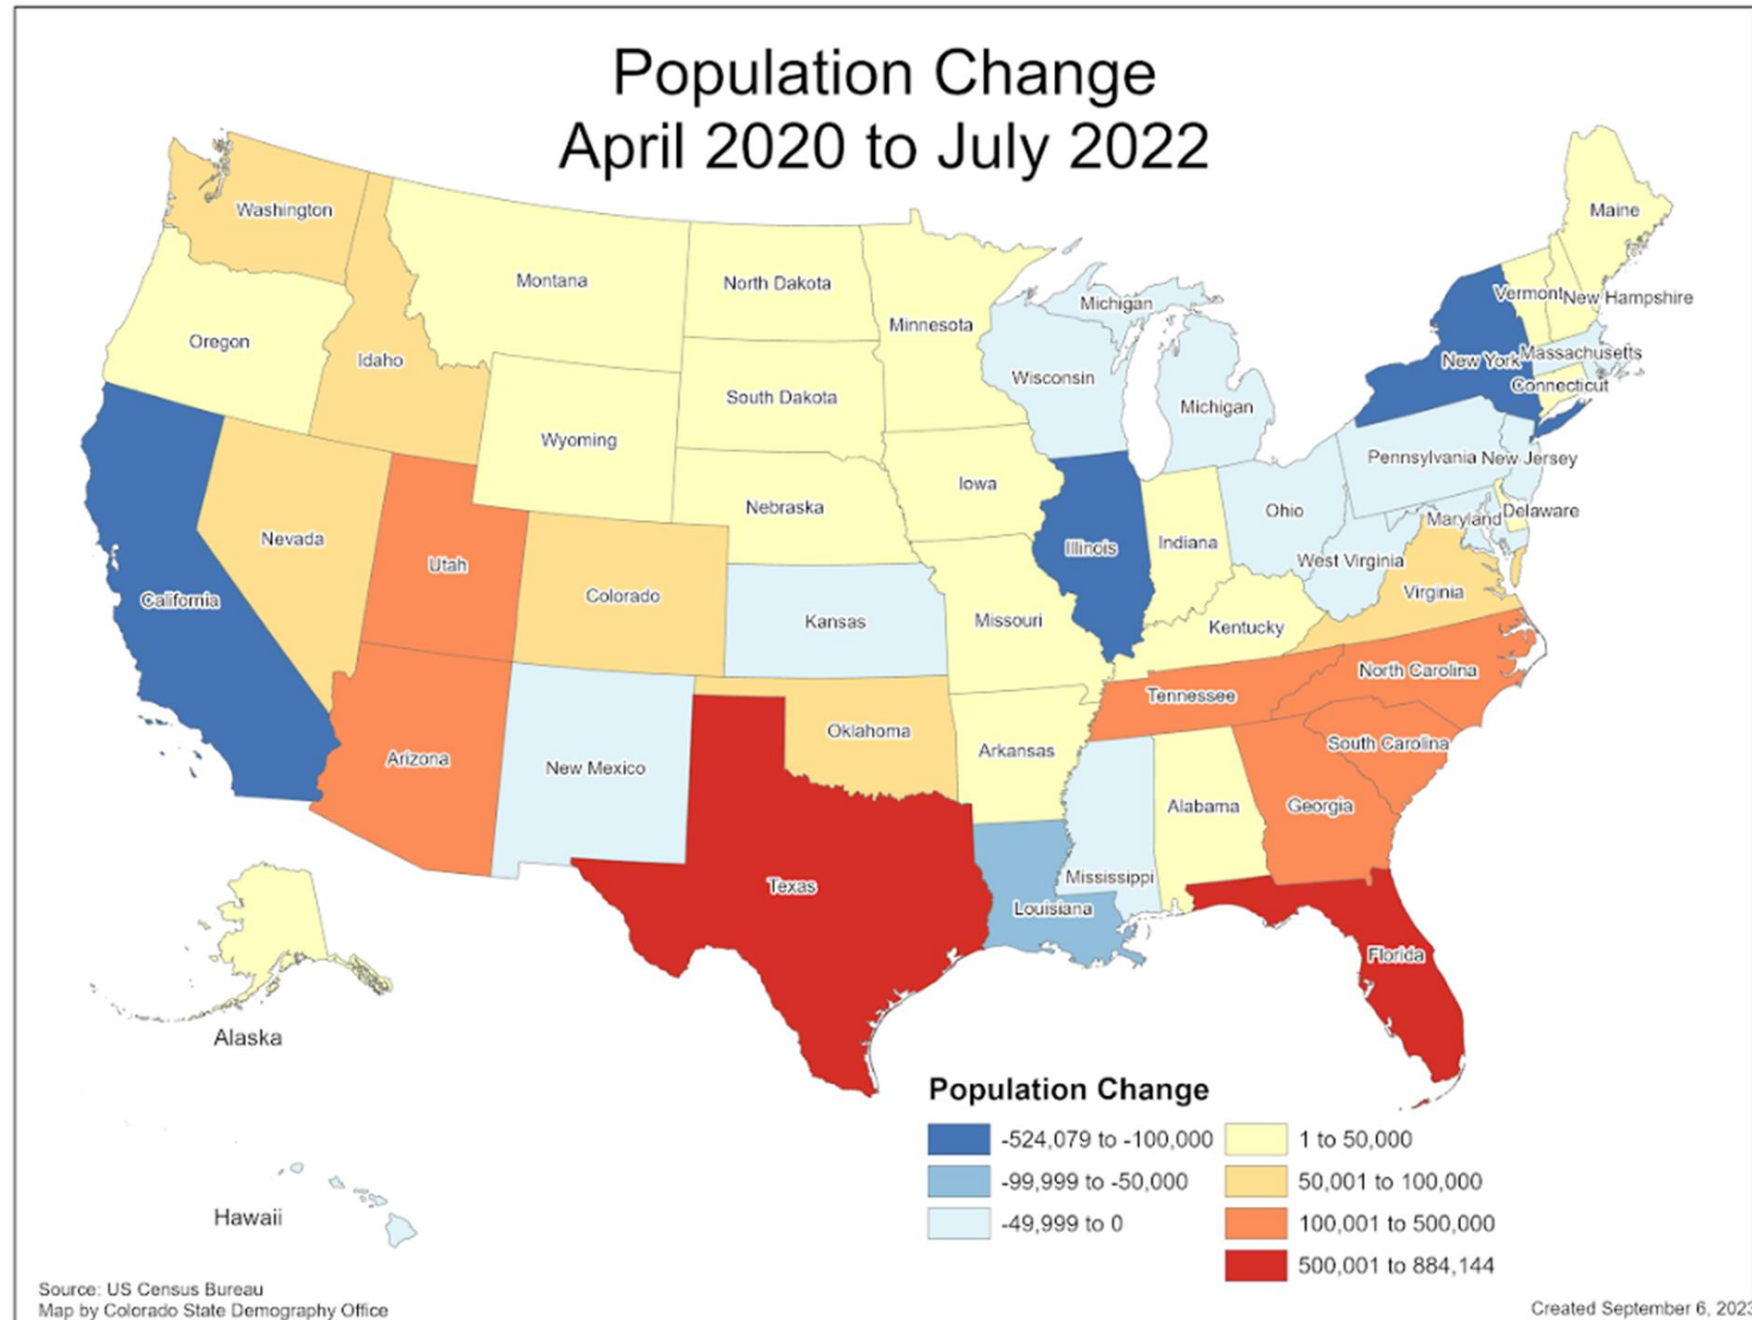 Population Change
April 2020 to July 2022
Washington
Montana
North Dakota
Minnesota
Michigan
Maine
Vermont
New Hampshire
Oregon
Idaho
Wisconsin
New York
Massachusetts
Connecticut
South Dakota
Michigan
Wyoming
Iowa
Pennsylvania
New Jersey
Nebraska
Ohio
Maryland
Delaware
Nevada
Utah
Illinois
Indiana
West Virginia
California
Colorado
Kansas
Missouri
Kentucky
Virginia
North Carolina
Tennessee
Arizona
New Mexico
Oklahoma
Arkansas
South Carolina
Alabama
Georgia
Texas
Mississippi
Louisiana
Florida
Alaska
Hawaii
Population Change
-524,079 to -100,000
-99,999 to -50,000
-49,999 to 0
1 to 50,000
50,001 to 100,000
100,001 to 500,000
500,001 to 884,144
Source: US Census Bureau
Map by Colorado State Demography Office
Created September 6, 2023